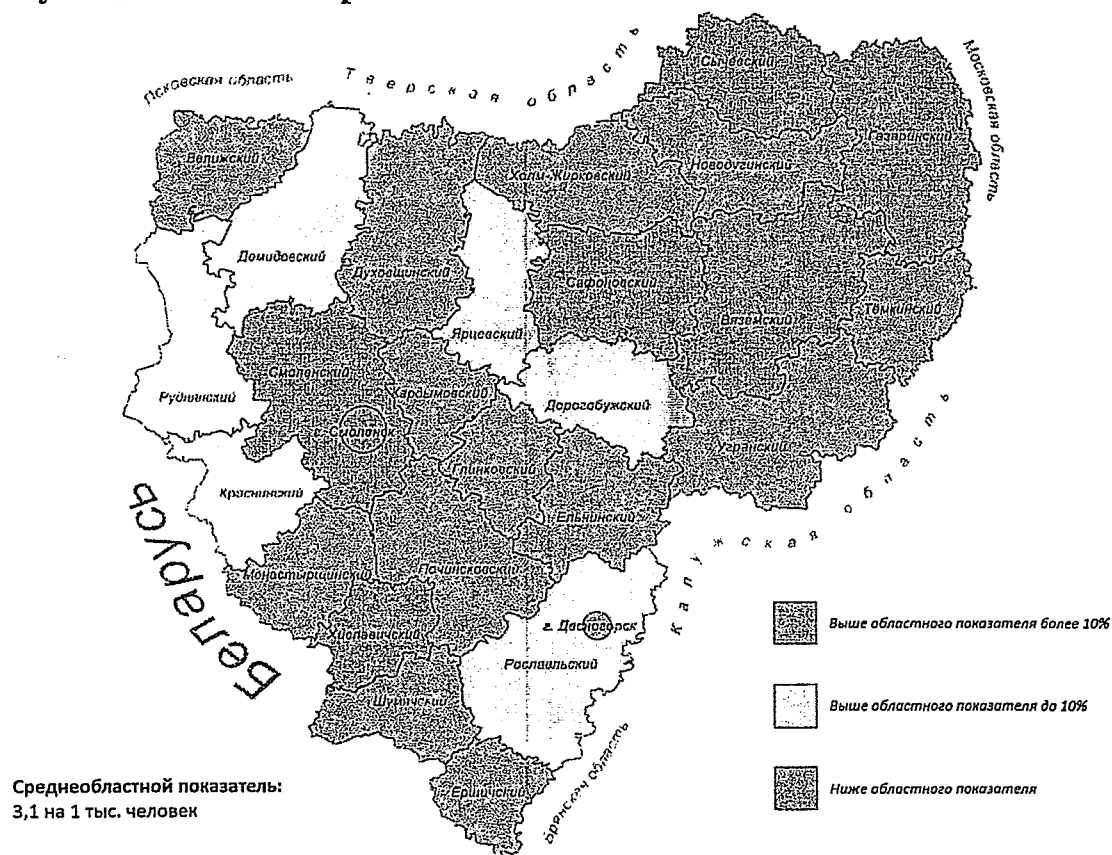 Псковская область
Тверская область
Московская область
Сычевский
Гагаринский
Велижский
Холм-Жирковский
Новодугинский
Демидовский
Духовщинский
Сафоновский
Вяземский
Тёмкинский
Ярцевский
Смоленский
Кардымовский
Руднянский
Дорогобужский
г. Смоленск
Угранский
Глинковский
Краснинский
Ельнинский
Калужская область
Беларусь
Монастырщинский
Починковский
Хиславичский
г. Десногорск
Рославльский
Шумячский
Ершичский
Брянская область
Выше областного показателя более 10%
Выше областного показателя до 10%
Ниже областного показателя
Среднеобластной показатель:
3,1 на 1 тыс. человек